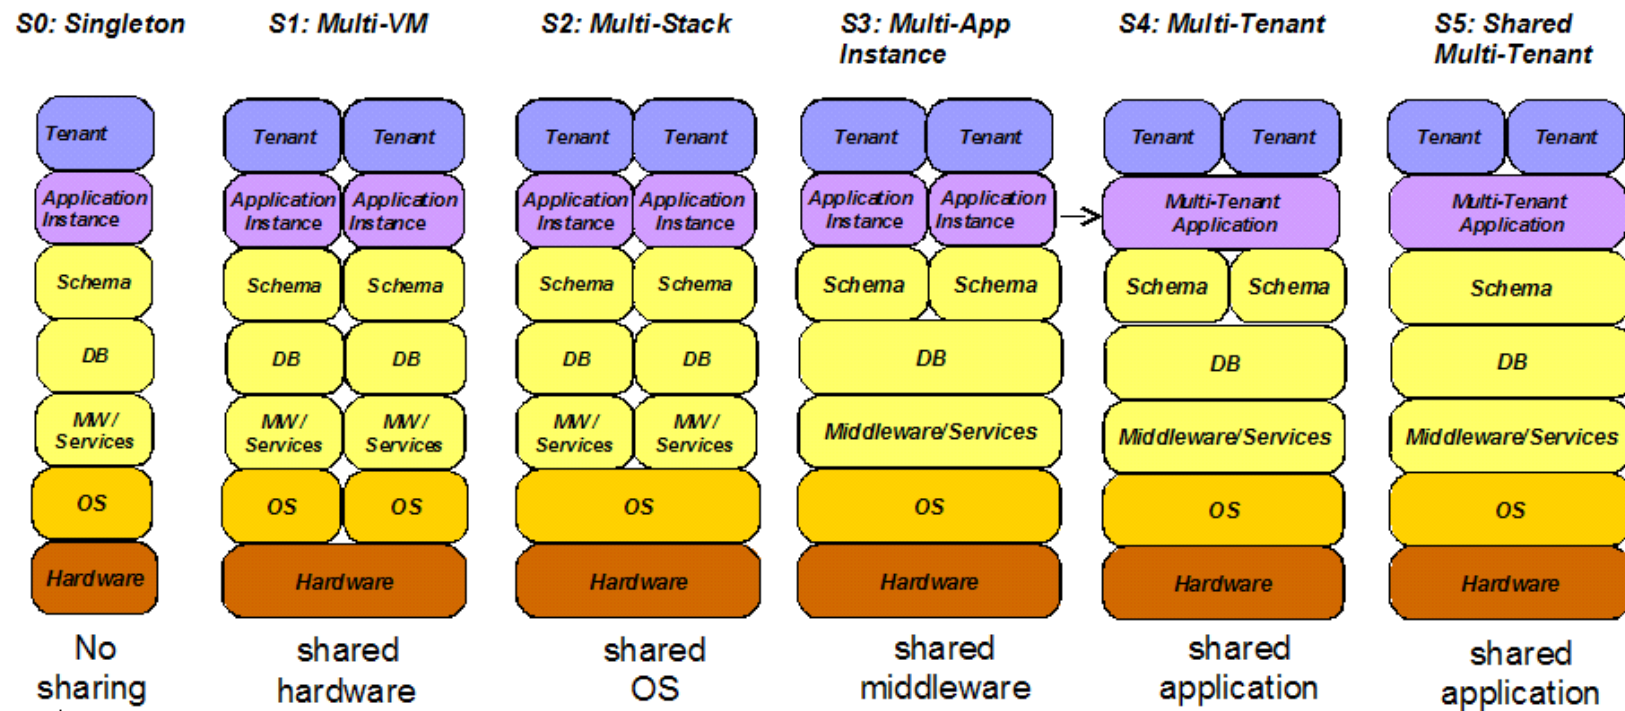 S0: Singleton
S1: Multi-VM
S2: Multi-Stack
S3: Multi-App
Instance
S4: Multi-Tenant
S5: Shared
Multi-Tenant
Tenant
Application
Instance
Schema
DB
MW/
Services
OS
Hardware
No
sharing
Tenant Tenant
Application Application
Instance Instance
Schema Schema
DB DB
MW/ MW/
Services Services
OS OS
Hardware
shared
hardware
Tenant Tenant
Application Application
Instance Instance
Schema Schema
DB DB
MW/ MW/
Services Services
OS
Hardware
shared
OS
Tenant Tenant
Application Application
Instance Instance
Schema Schema
DB
Middleware/Services
OS
Hardware
shared
middleware
Tenant Tenant
Multi-Tenant
Application
Schema Schema
DB
Middleware/Services
OS
Hardware
shared
application
Tenant Tenant
Multi-Tenant
Application
Schema
DB
Middleware/Services
OS
Hardware
shared
application